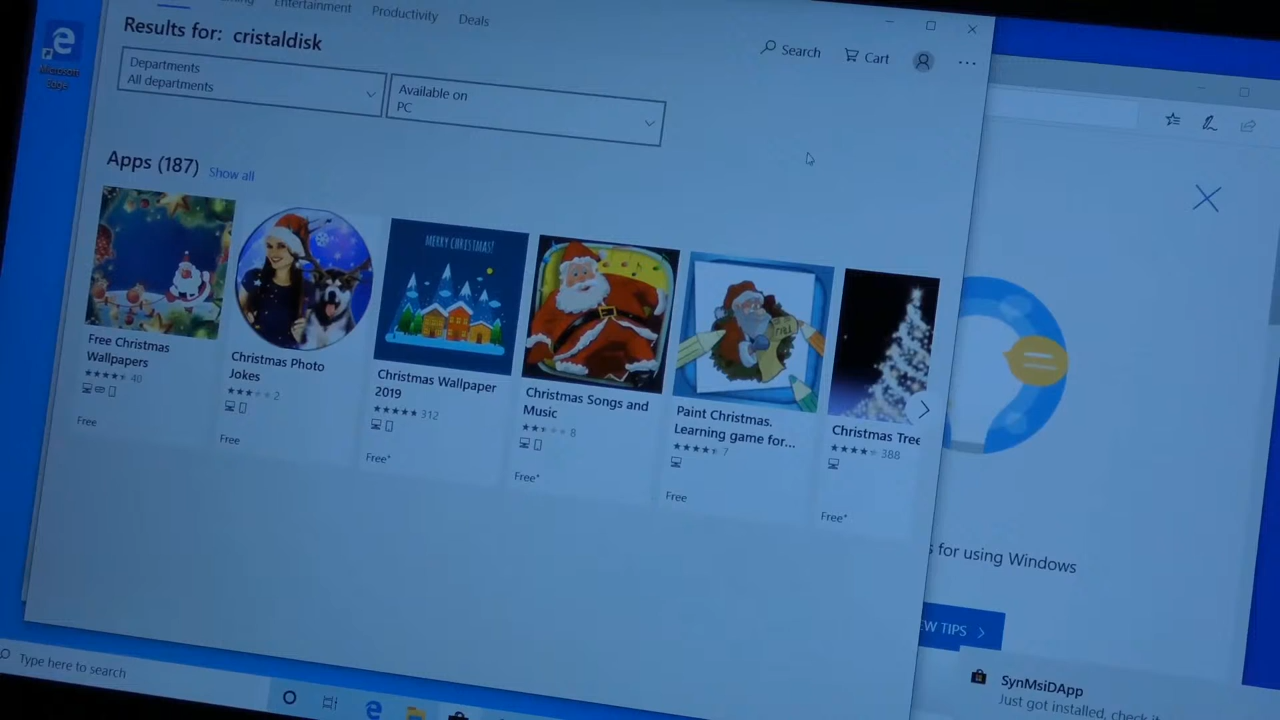 Entertainment
Productivity
Deals
Results for: cristaldisk
Search
Cart
Departments
All departments
Available on
PC
Apps (187) Show all
MERRY CHRISTMAS!
Free Christmas
Wallpapers
40
Free
Christmas Photo
Jokes
2
Free
Christmas Wallpaper
2019
312
Free*
Christmas Songs and
Music
8
Free*
Paint Christmas.
Learning game for...
7
Free
Christmas Tree
388
Free*
Microsoft
Edge
for using Windows
TIPS
SynMsiDApp
Just got installed, check it
Type here to search